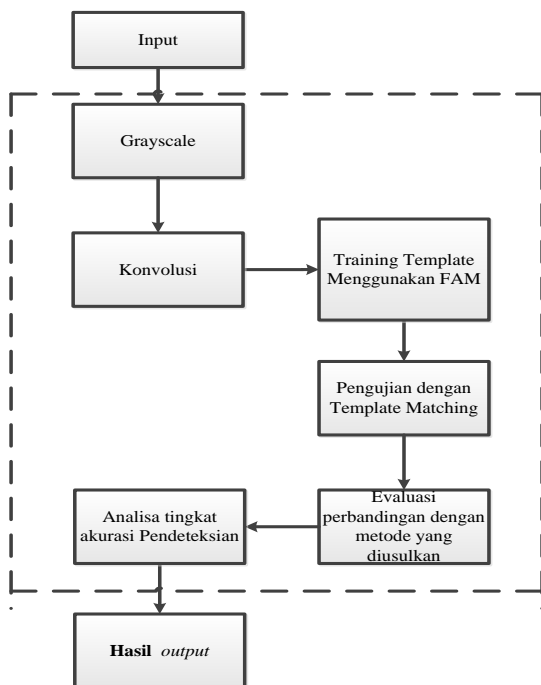 Input
Grayscale
Konvolusi
Training Template
Menggunakan FAM
Pengujian dengan
Template Matching
Evaluasi
perbandingan dengan
metode yang
diusulkan
Analisa tingkat
akurasi Pendeteksian
Hasil output